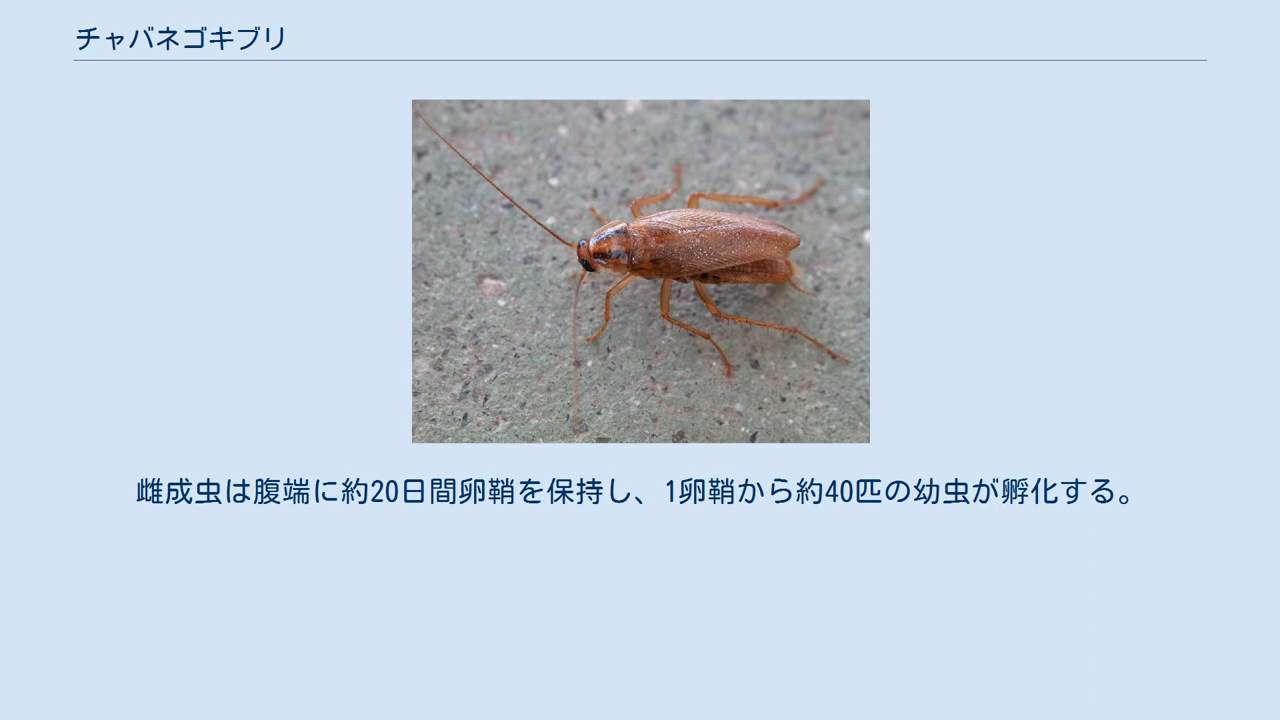 チャバネゴキブリ
雌成虫は腹端に約20日間卵鞘を保持し、1卵鞘から約40匹の幼虫が孵化する。